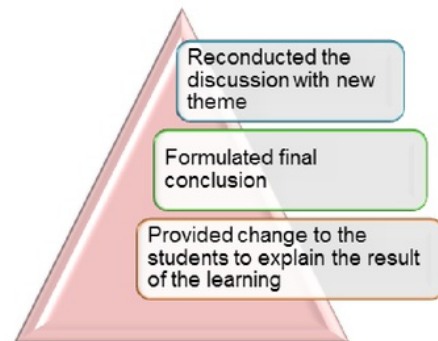 Reconducted the
discussion with new
theme
Formulated final
conclusion
Provided change to the
students to explain the result
of the learning